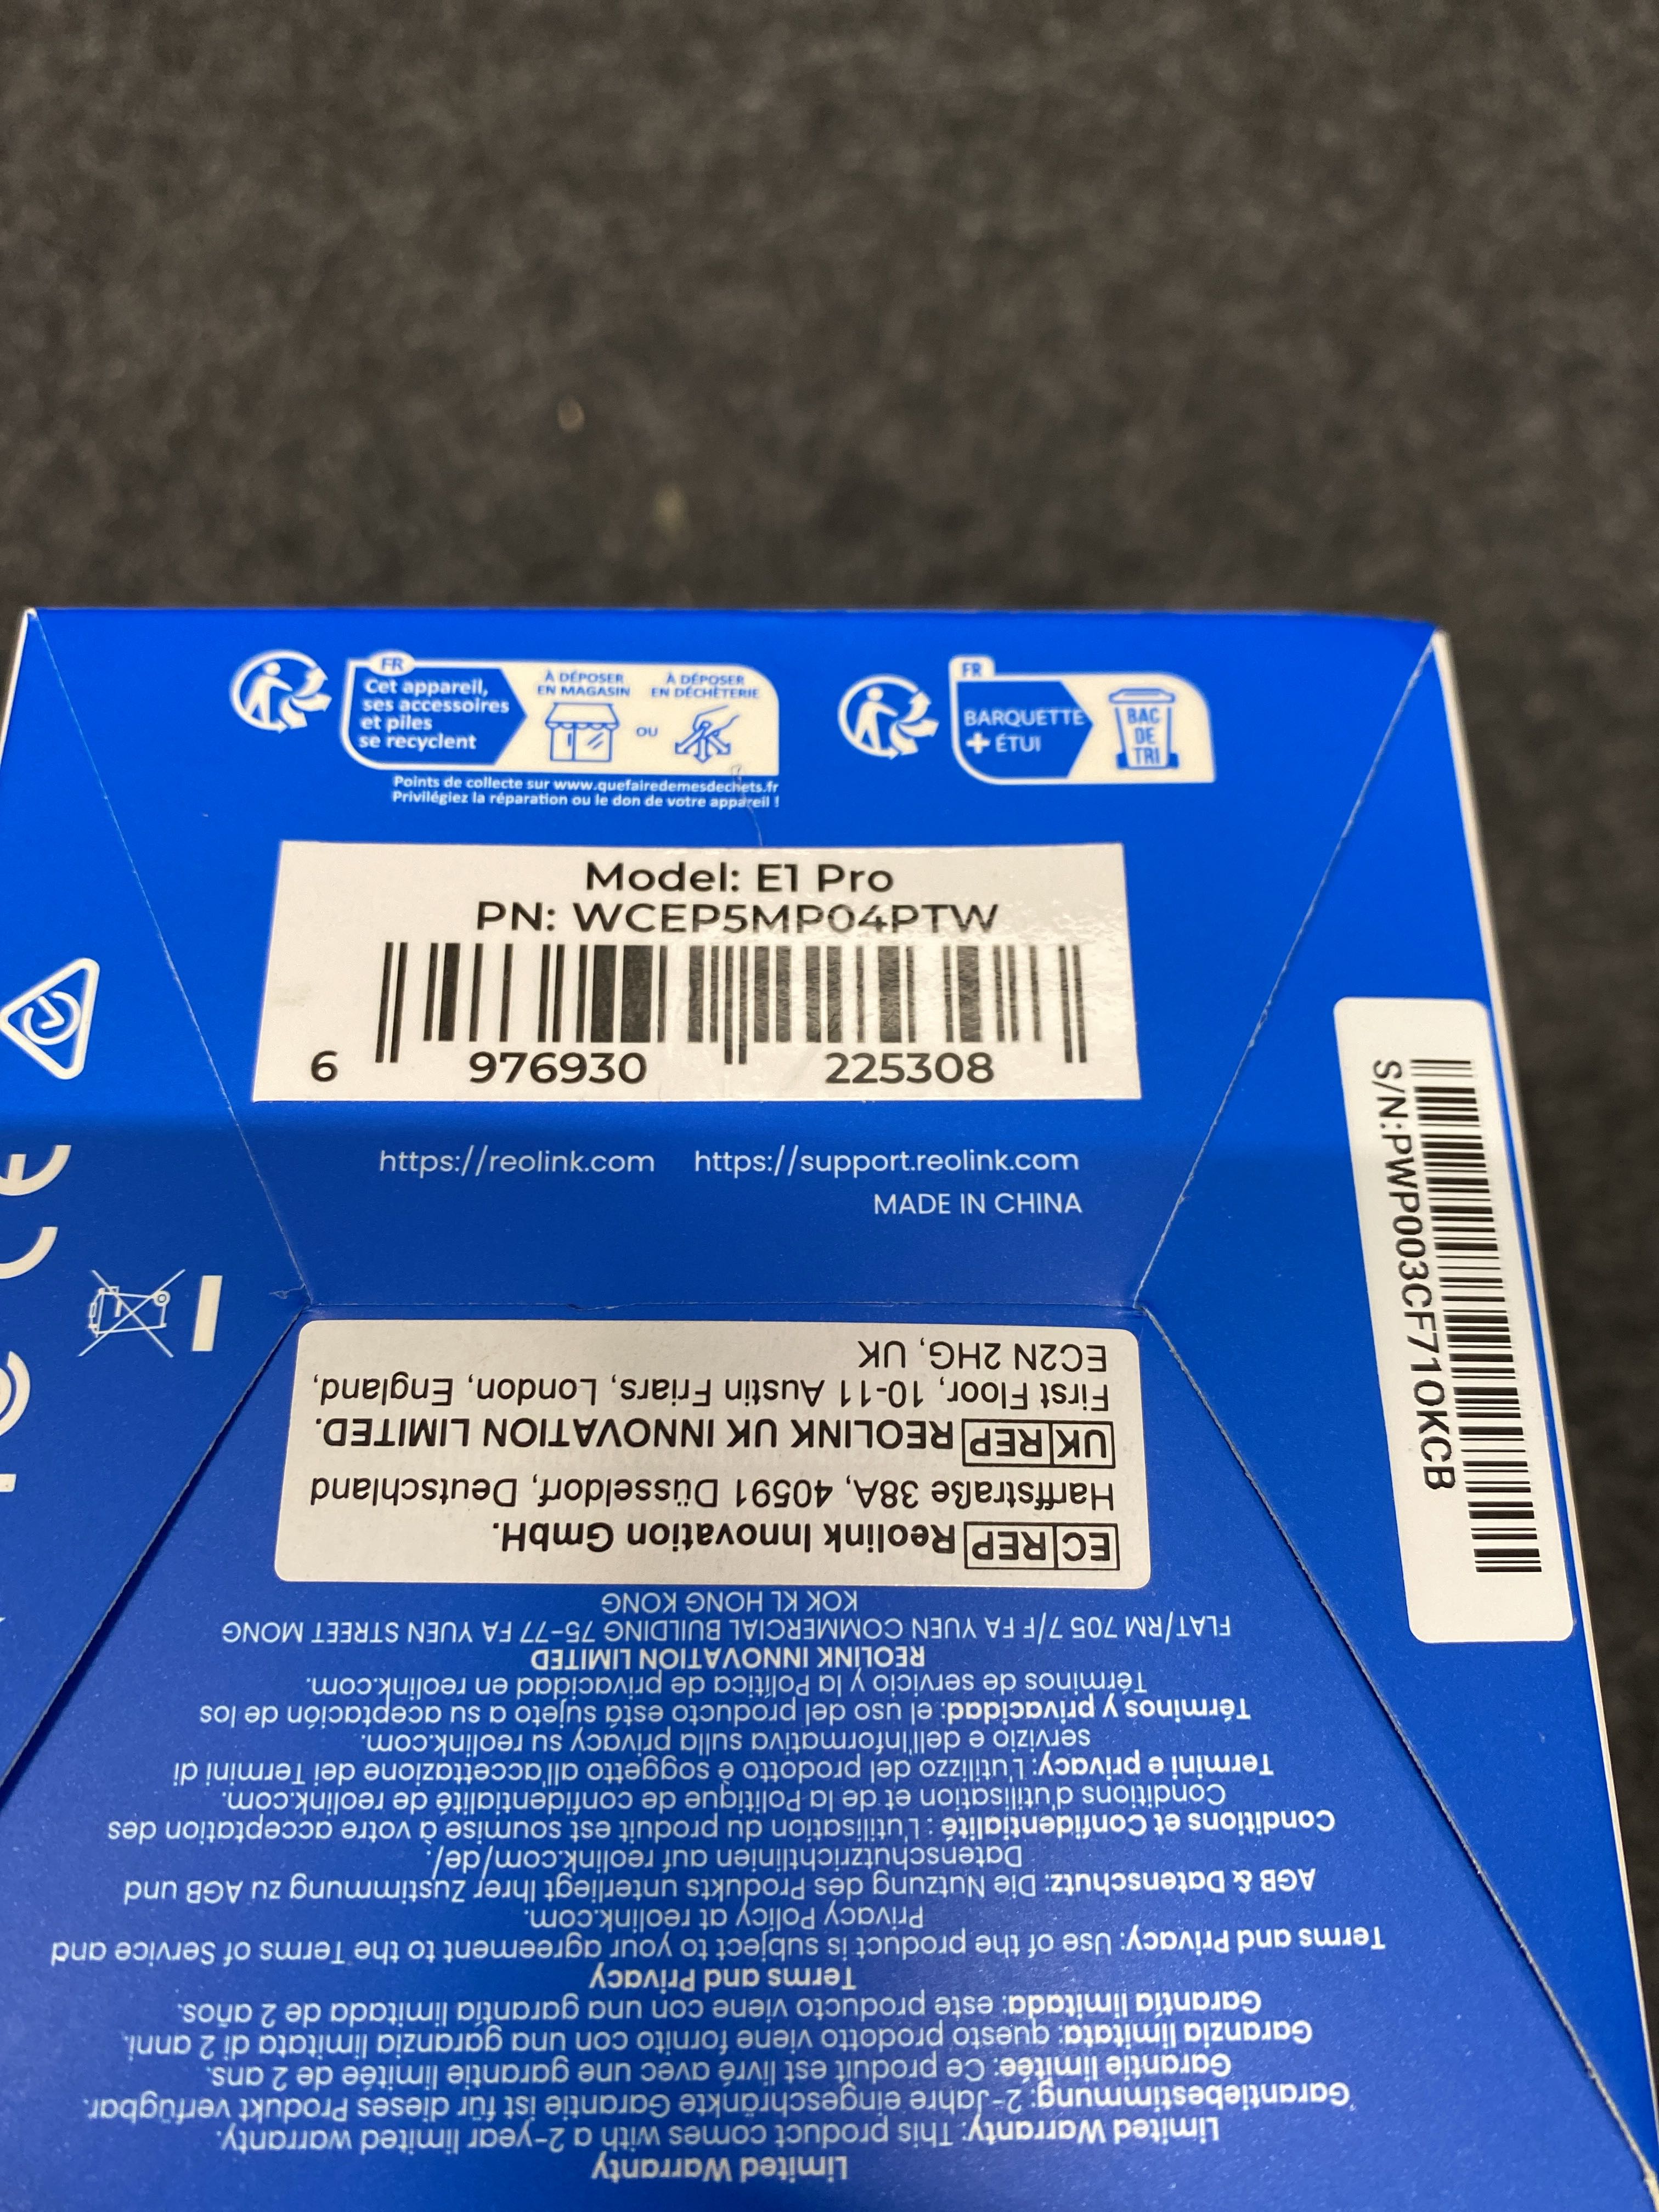 FR
Cet appareil,
ses accessoires
et piles
se recyclent
À DÉPOSER
EN MAGASIN
OU
À DÉPOSER
EN DÉCHÈTERIE
Points de collecte sur www.quefairedemesdechets.fr
Privilégiez la réparation ou le don de votre appareil !
FR
BARQUETTE
+ ÉTUI
BAC
DE
TRI
Model: E1 Pro
PN: WCEP5MP04PTW
6 976930 225308
https://reolink.com https://support.reolink.com
MADE IN CHINA
S/N:PWP003CF710KCB
CE
Limited Warranty
Limited Warranty: This product comes with a 2-year limited warranty.
Garantiebestimmung: 2-Jahre eingeschränkte Garantie ist für dieses Produkt verfügbar.
Garantie limitée: Ce produit est livré avec une garantie limitée de 2 ans.
Garanzia limitata: questo prodotto viene fornito con una garanzia limitata di 2 anni.
Garantía limitada: este producto viene con una garantía limitada de 2 años.
Terms and Privacy
Terms and Privacy: Use of the product is subject to your agreement to the Terms of Service and
Privacy Policy at reolink.com.
AGB & Datenschutz: Die Nutzung des Produkts unterliegt Ihrer Zustimmung zu AGB und
Datenschutzrichtlinien auf reolink.com/de/.
Conditions et Confidentialité : L'utilisation du produit est soumise à votre acceptation des
Conditions d'utilisation et de la Politique de confidentialité de reolink.com.
Termini e privacy: L'utilizzo del prodotto è soggetto all'accettazione dei Termini di
servizio e dell'Informativa sulla privacy su reolink.com.
Términos y privacidad: el uso del producto está sujeto a su aceptación de los
Términos de servicio y la Política de privacidad en reolink.com.
REOLINK INNOVATION LIMITED
FLAT/RM 705 7/F FA YUEN COMMERCIAL BUILDING 75-77 FA YUEN STREET MONG
KOK KL HONG KONG
EC REP Reolink Innovation GmbH.
Harffstraße 38A, 40591 Düsseldorf, Deutschland
UK REP REOLINK UK INNOVATION LIMITED.
First Floor, 10-11 Austin Friars, London, England,
EC2N 2HG, UK